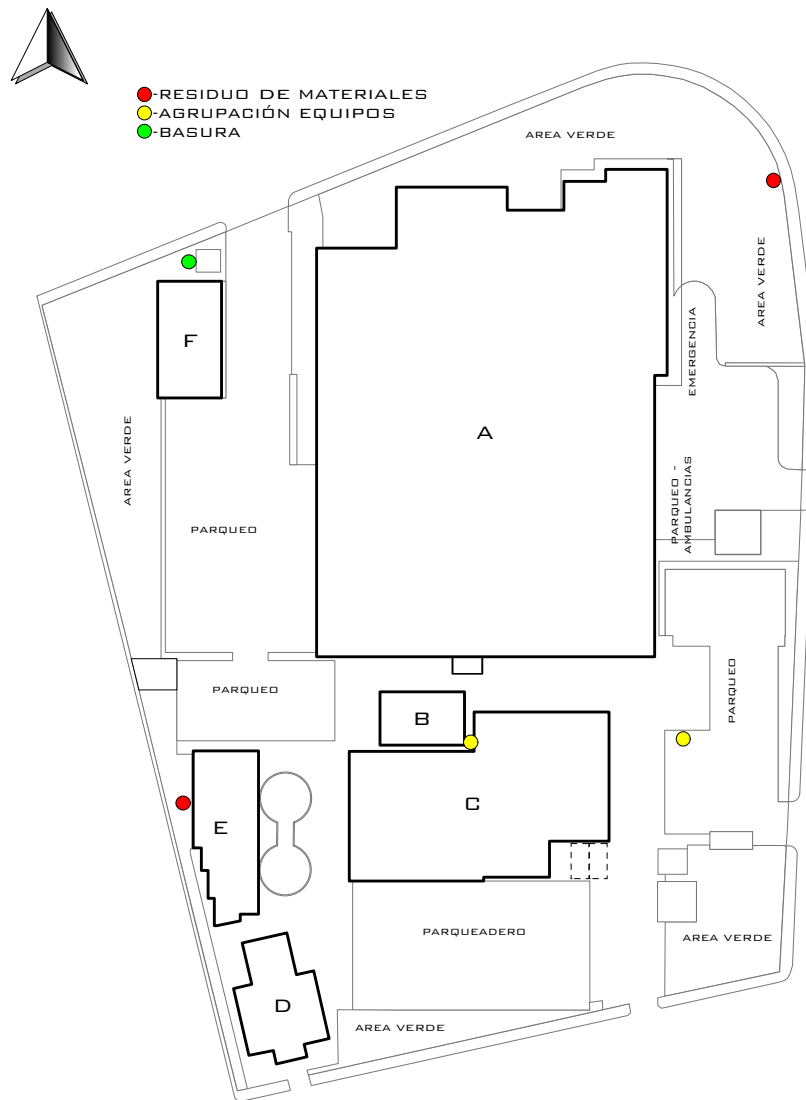 -RESIDUO DE MATERIALES
-AGRUPACIÓN EQUIPOS
-BASURA
AREA VERDE
AREA VERDE
F
EMERGENCIA
A
AREA VERDE
PARQUEO -
AMBULANCIAS
PARQUEO
PARQUEO
PARQUEO
B
C
E
PARQUEADERO
AREA VERDE
D
AREA VERDE